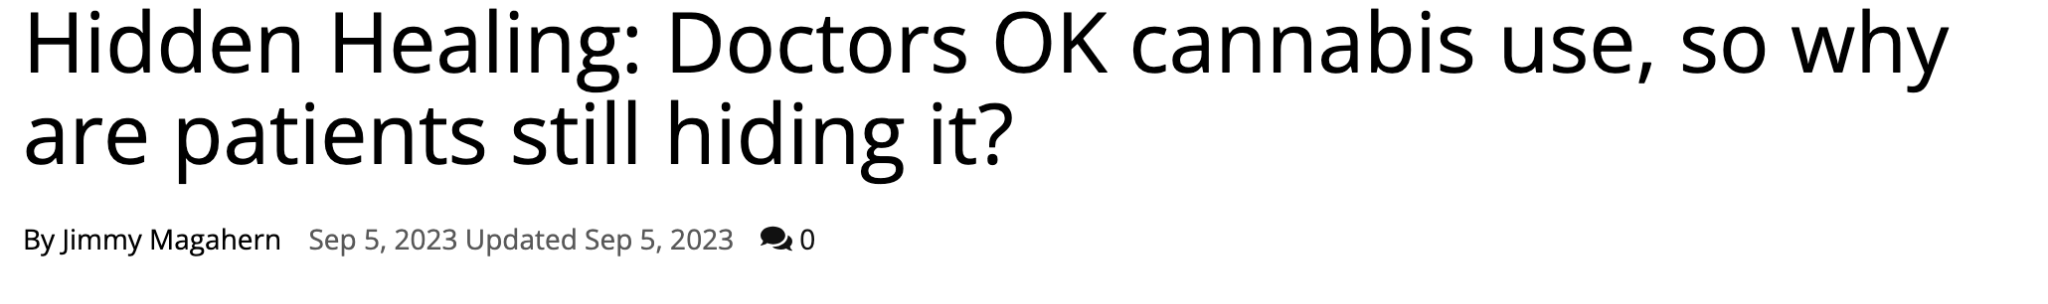 Hidden Healing: Doctors OK cannabis use, so why
are patients still hiding it?
By Jimmy Magahern Sep 5, 2023 Updated Sep 5, 2023 0